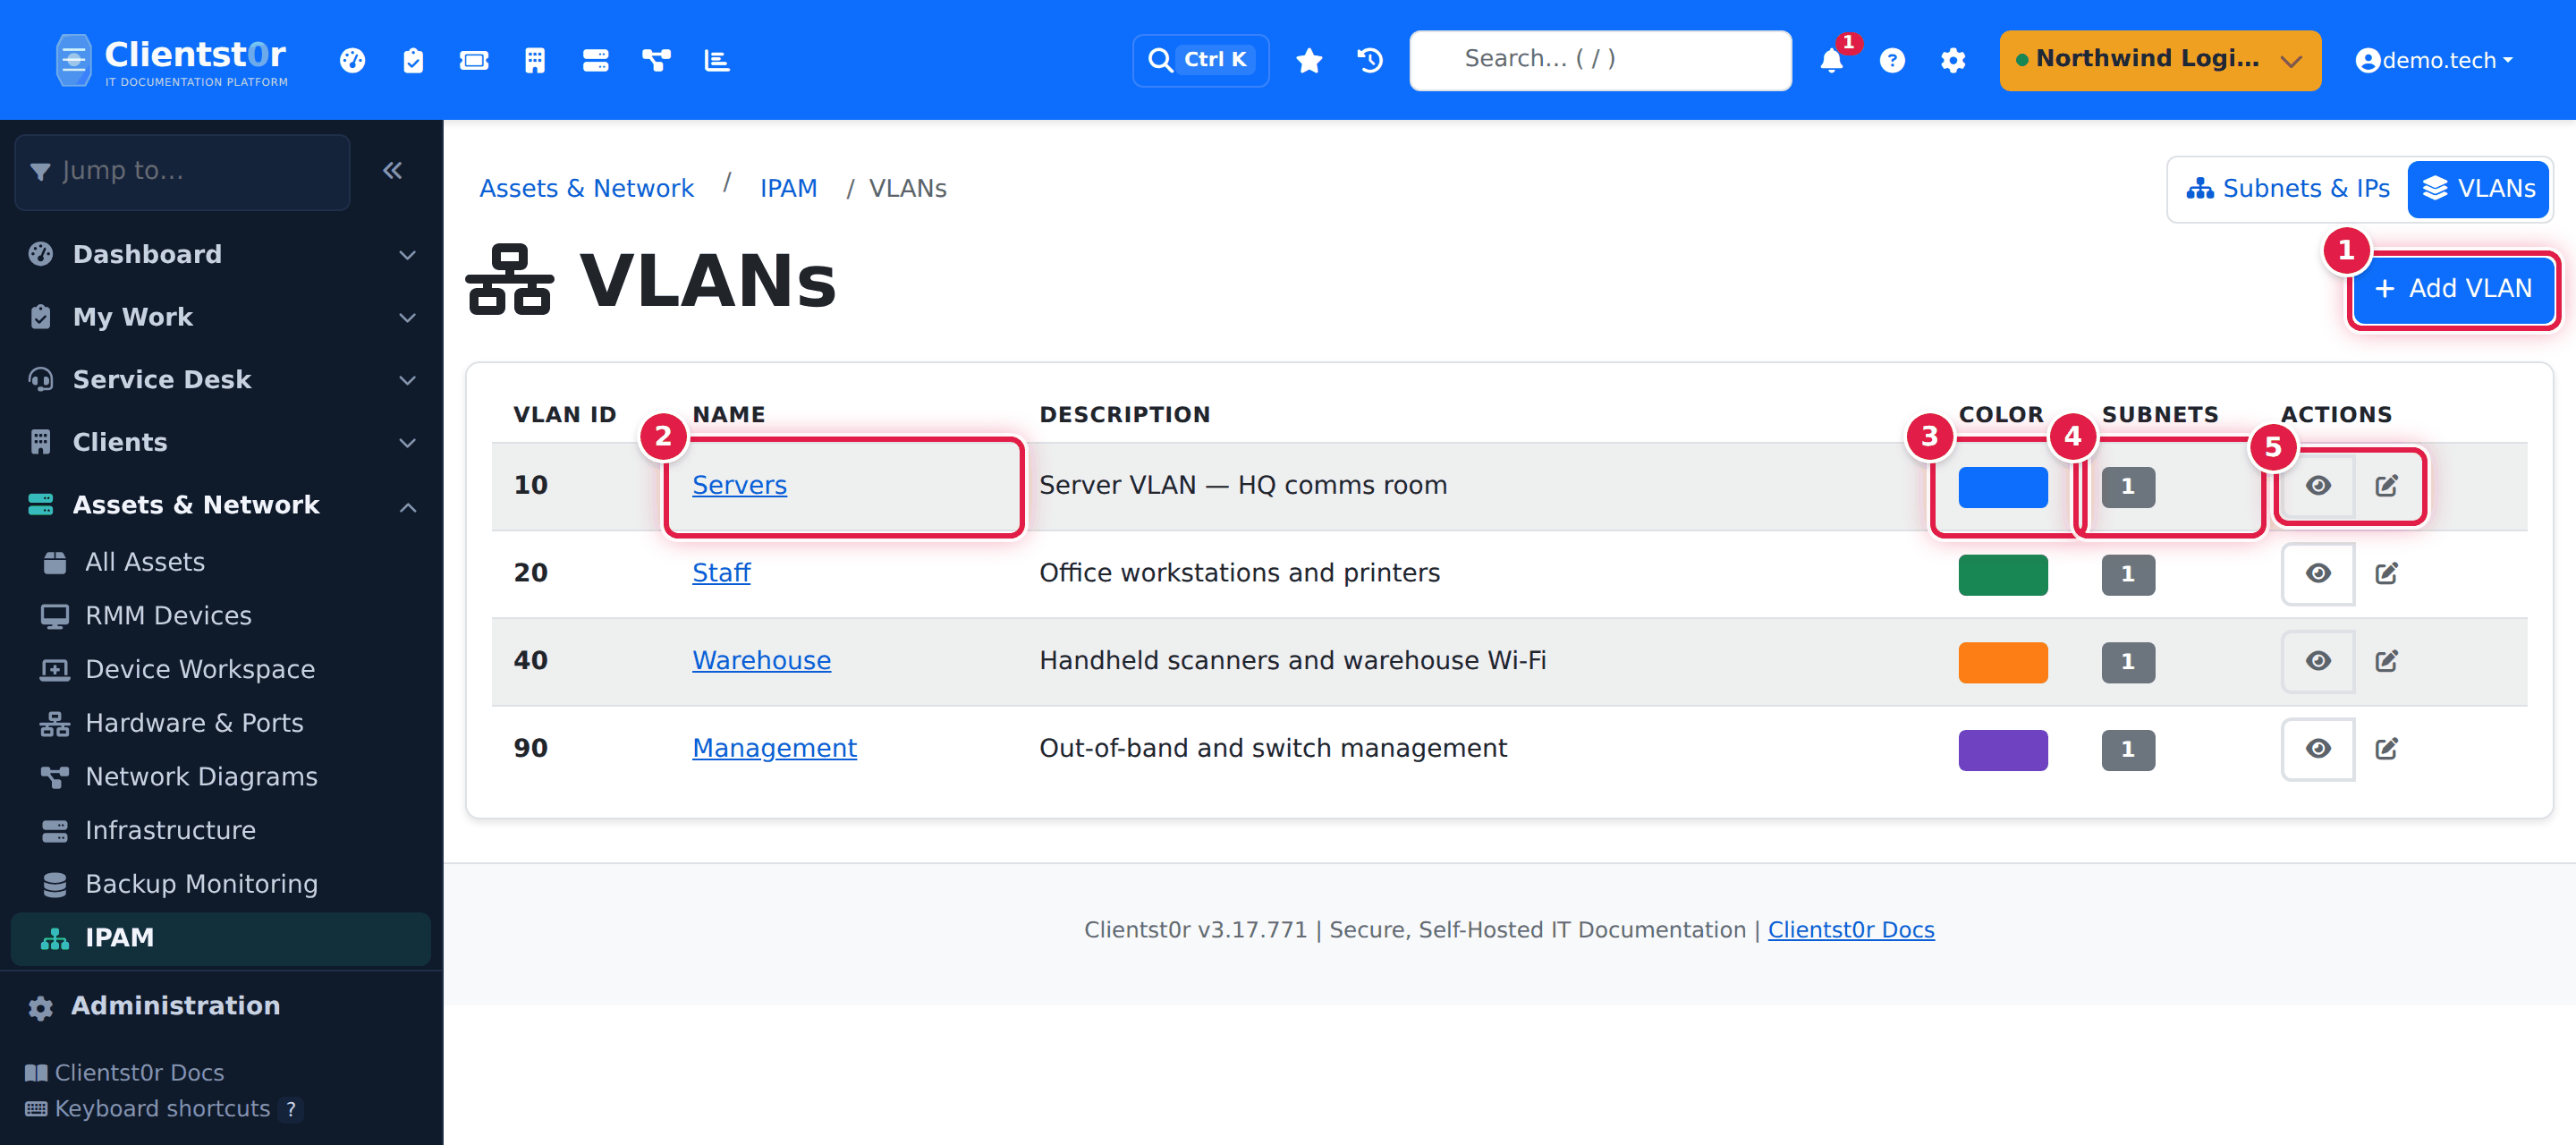 Clientst0r
IT DOCUMENTATION PLATFORM
Ctrl K
Search... ( / )
1
?
Northwind Logi...
demo.tech
Jump to...
Dashboard
My Work
Service Desk
Clients
Assets & Network
All Assets
RMM Devices
Device Workspace
Hardware & Ports
Network Diagrams
Infrastructure
Backup Monitoring
IPAM
Administration
Clientst0r Docs
Keyboard shortcuts ?
Assets & Network / IPAM / VLANs
Subnets & IPs VLANs
VLANs
1
+ Add VLAN
VLAN ID NAME DESCRIPTION COLOR SUBNETS ACTIONS
2 3 4 5
10 Servers Server VLAN — HQ comms room 1
20 Staff Office workstations and printers 1
40 Warehouse Handheld scanners and warehouse Wi-Fi 1
90 Management Out-of-band and switch management 1
Clientst0r v3.17.771 | Secure, Self-Hosted IT Documentation | Clientst0r Docs